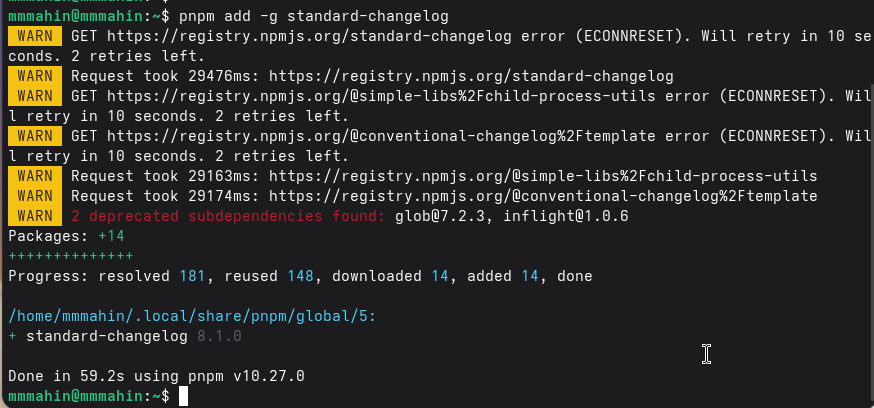 mmmahin@mmmahin:~$ pnpm add -g standard-changelog
WARN GET https://registry.npmjs.org/standard-changelog error (ECONNRESET). Will retry in 10 se
conds. 2 retries left.
WARN Request took 29476ms: https://registry.npmjs.org/standard-changelog
WARN GET https://registry.npmjs.org/@simple-libs%2Fchild-process-utils error (ECONNRESET). Wil
l retry in 10 seconds. 2 retries left.
WARN GET https://registry.npmjs.org/@conventional-changelog%2Ftemplate error (ECONNRESET). Wil
l retry in 10 seconds. 2 retries left.
WARN Request took 29163ms: https://registry.npmjs.org/@simple-libs%2Fchild-process-utils
WARN Request took 29174ms: https://registry.npmjs.org/@conventional-changelog%2Ftemplate
WARN 2 deprecated subdependencies found: glob@7.2.3, inflight@1.0.6
Packages: +14
++++++++++++++
Progress: resolved 181, reused 148, downloaded 14, added 14, done
/home/mmmahin/.local/share/pnpm/global/5:
+ standard-changelog 8.1.0
Done in 59.2s using pnpm v10.27.0
mmmahin@mmmahin:~$